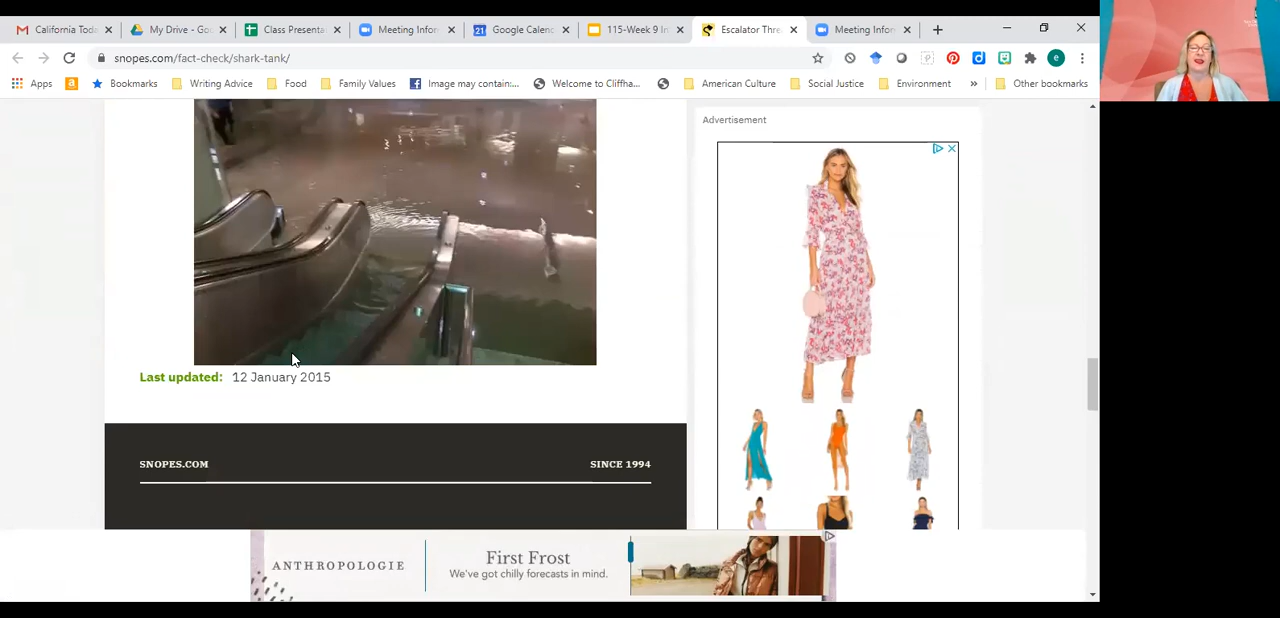 California Toda
My Drive - Goo
Class Presenta
Meeting Infor
Google Calend
115-Week 9 In
Escalator Thre
Meeting Infor
snopes.com/fact-check/shark-tank/
Apps
Bookmarks
Writing Advice
Food
Family Values
Image may contain:...
Welcome to Cliffha...
American Culture
Social Justice
Environment
»
Other bookmarks
Advertisement
Last updated: 12 January 2015
SNOPES.COM
SINCE 1994
ANTHROPOLOGIE
First Frost
We've got chilly forecasts in mind.